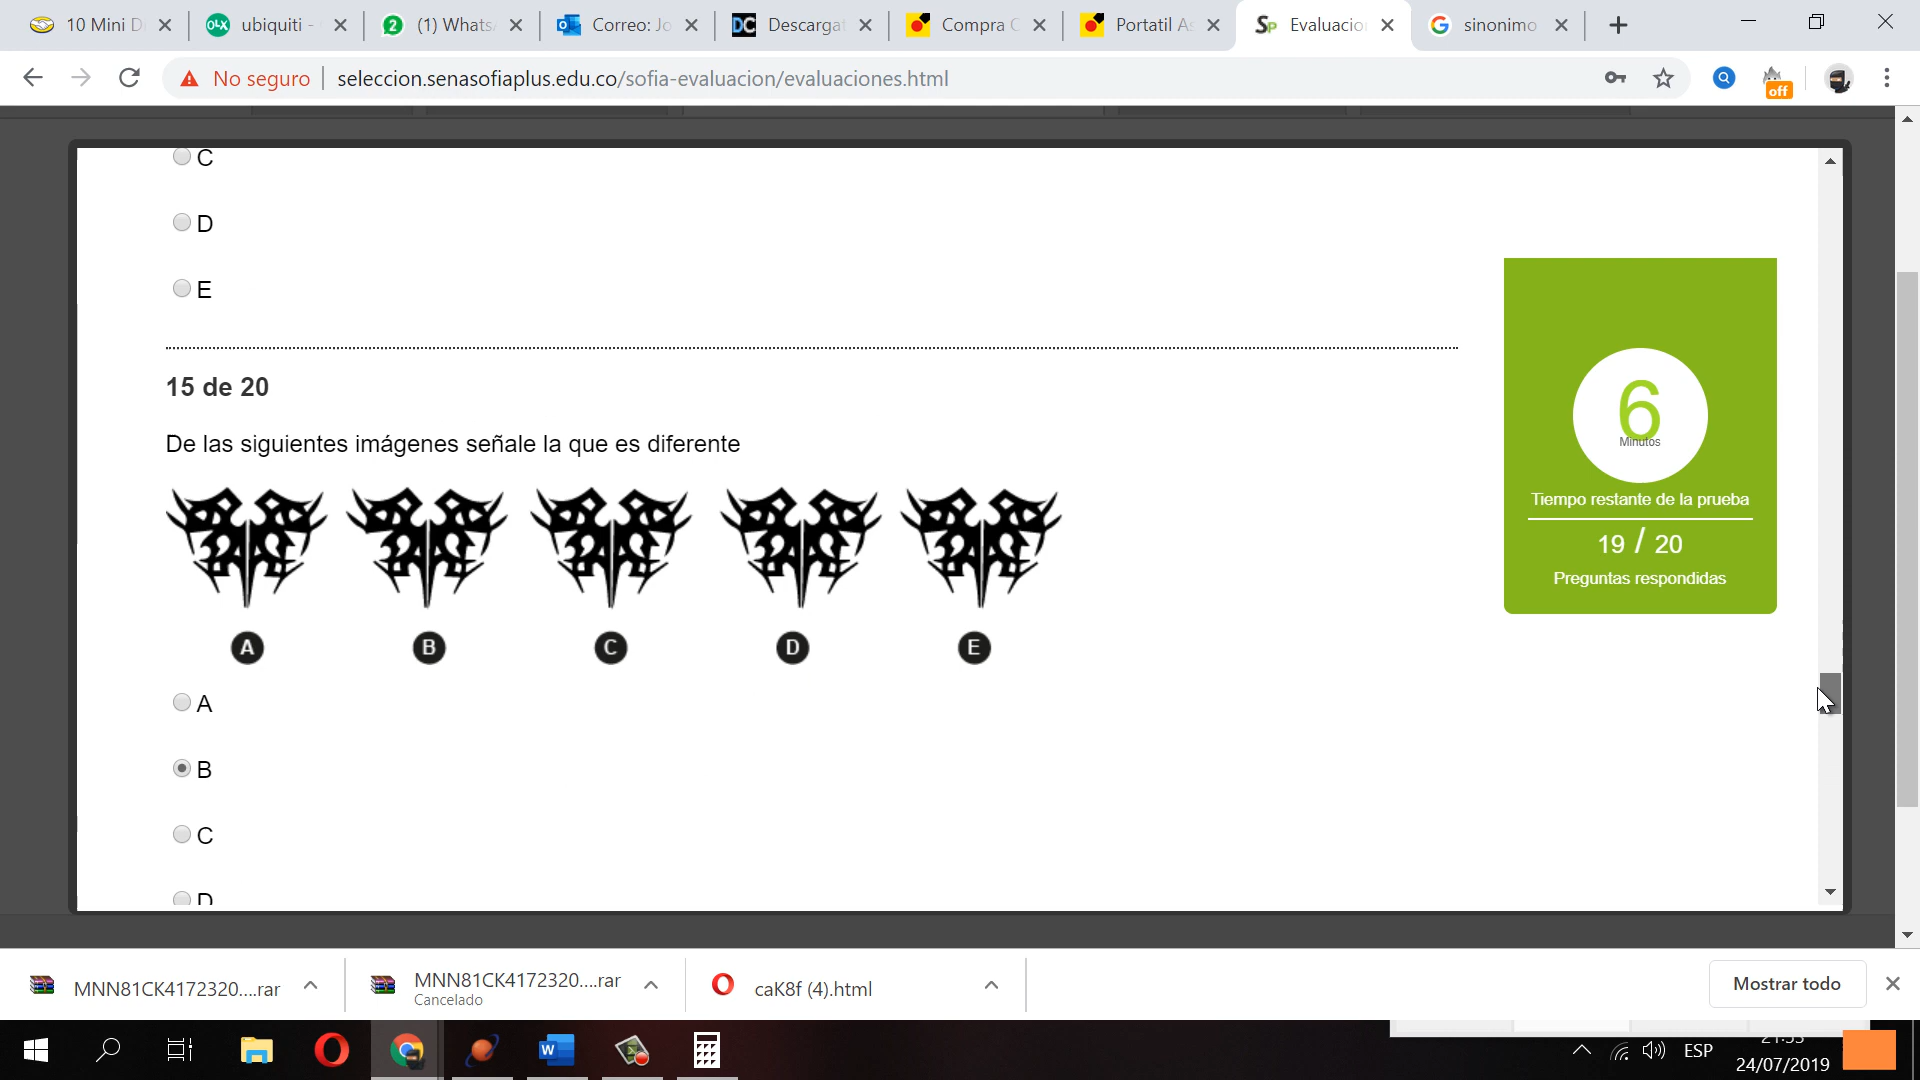 10 Mini D
ubiquiti -
(1) Whats
Correo: Jo
Descargat
Compra C
Portatil As
Evaluacio
sinonimo
No seguro
seleccion.senasofiaplus.edu.co/sofia-evaluacion/evaluaciones.html
off
C
D
E
15 de 20
De las siguientes imágenes señale la que es diferente
A B C D E
A
B
C
D
6
Minutos
Tiempo restante de la prueba
19 / 20
Preguntas respondidas
MNN81CK4172320....rar
MNN81CK4172320....rar
Cancelado
caK8f (4).html
Mostrar todo
ESP
24/07/2019